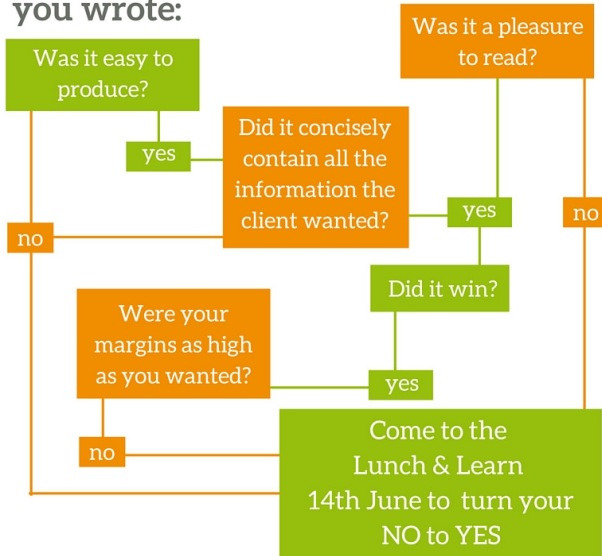 you wrote:
Was it easy to
produce?
yes
no
Was it a pleasure
to read?
Did it concisely
contain all the
information the
client wanted?
yes
no
Did it win?
Were your
margins as high
as you wanted?
yes
no
Come to the
Lunch & Learn
14th June to turn your
NO to YES